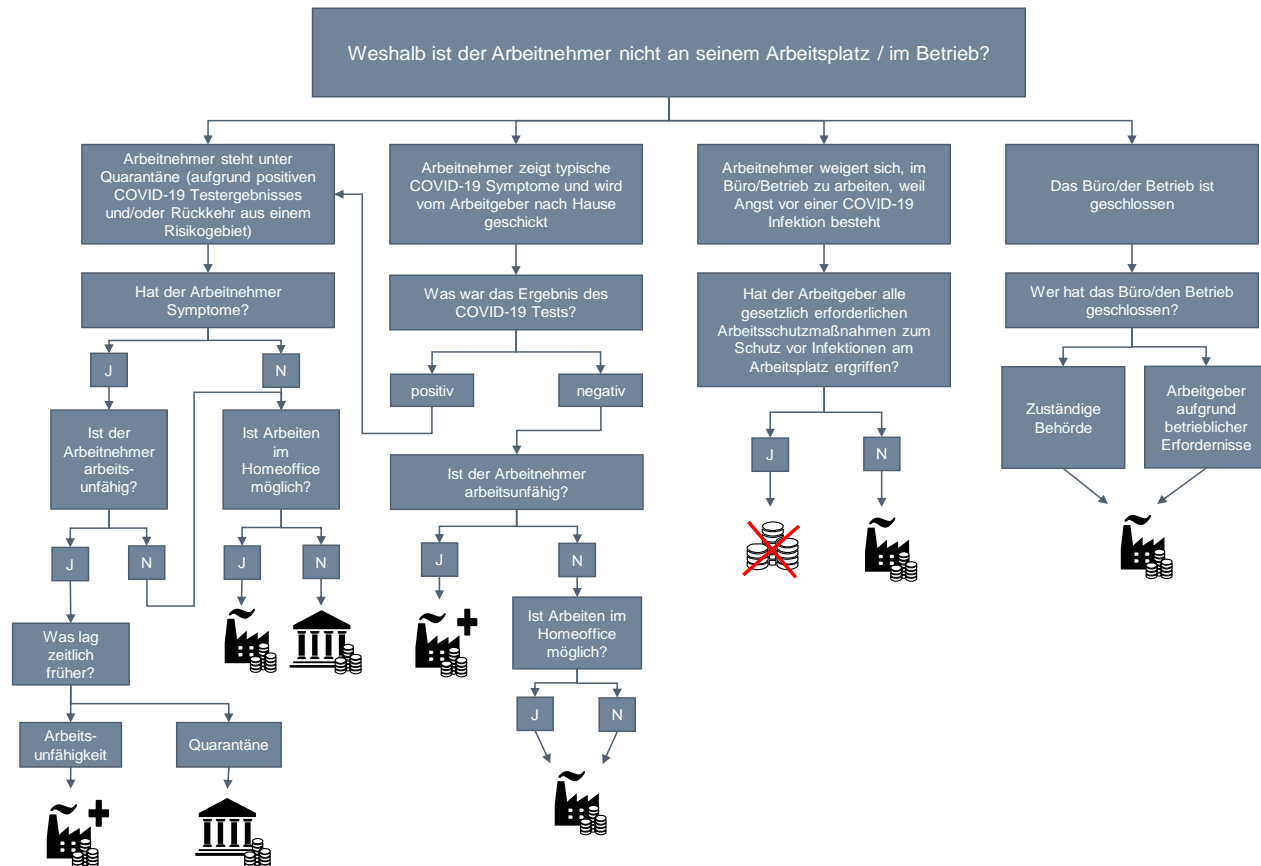 Weshalb ist der Arbeitnehmer nicht an seinem Arbeitsplatz / im Betrieb?
Arbeitnehmer steht unter
Quarantäne (aufgrund positiven
COVID-19 Testergebnisses
und/oder Rückkehr aus einem
Risikogebiet)
Hat der Arbeitnehmer
Symptome?
J
N
Ist der
Arbeitnehmer
arbeits-
unfähig?
Ist Arbeiten
im
Homeoffice
möglich?
J
N
J
N
Was lag
zeitlich
früher?
Arbeits-
unfähigkeit
Quarantäne
Arbeitnehmer zeigt typische
COVID-19 Symptome und wird
vom Arbeitgeber nach Hause
geschickt
Was war das Ergebnis des
COVID-19 Tests?
positiv
negativ
Ist der Arbeitnehmer
arbeitsunfähig?
J
N
Ist Arbeiten im
Homeoffice
möglich?
J
N
Arbeitnehmer weigert sich, im
Büro/Betrieb zu arbeiten, weil
Angst vor einer COVID-19
Infektion besteht
Hat der Arbeitgeber alle
gesetzlich erforderlichen
Arbeitsschutzmaßnahmen zum
Schutz vor Infektionen am
Arbeitsplatz ergriffen?
J
N
Das Büro/der Betrieb ist
geschlossen
Wer hat das Büro/den Betrieb
geschlossen?
Zuständige
Behörde
Arbeitgeber
aufgrund
betrieblicher
Erfordernisse